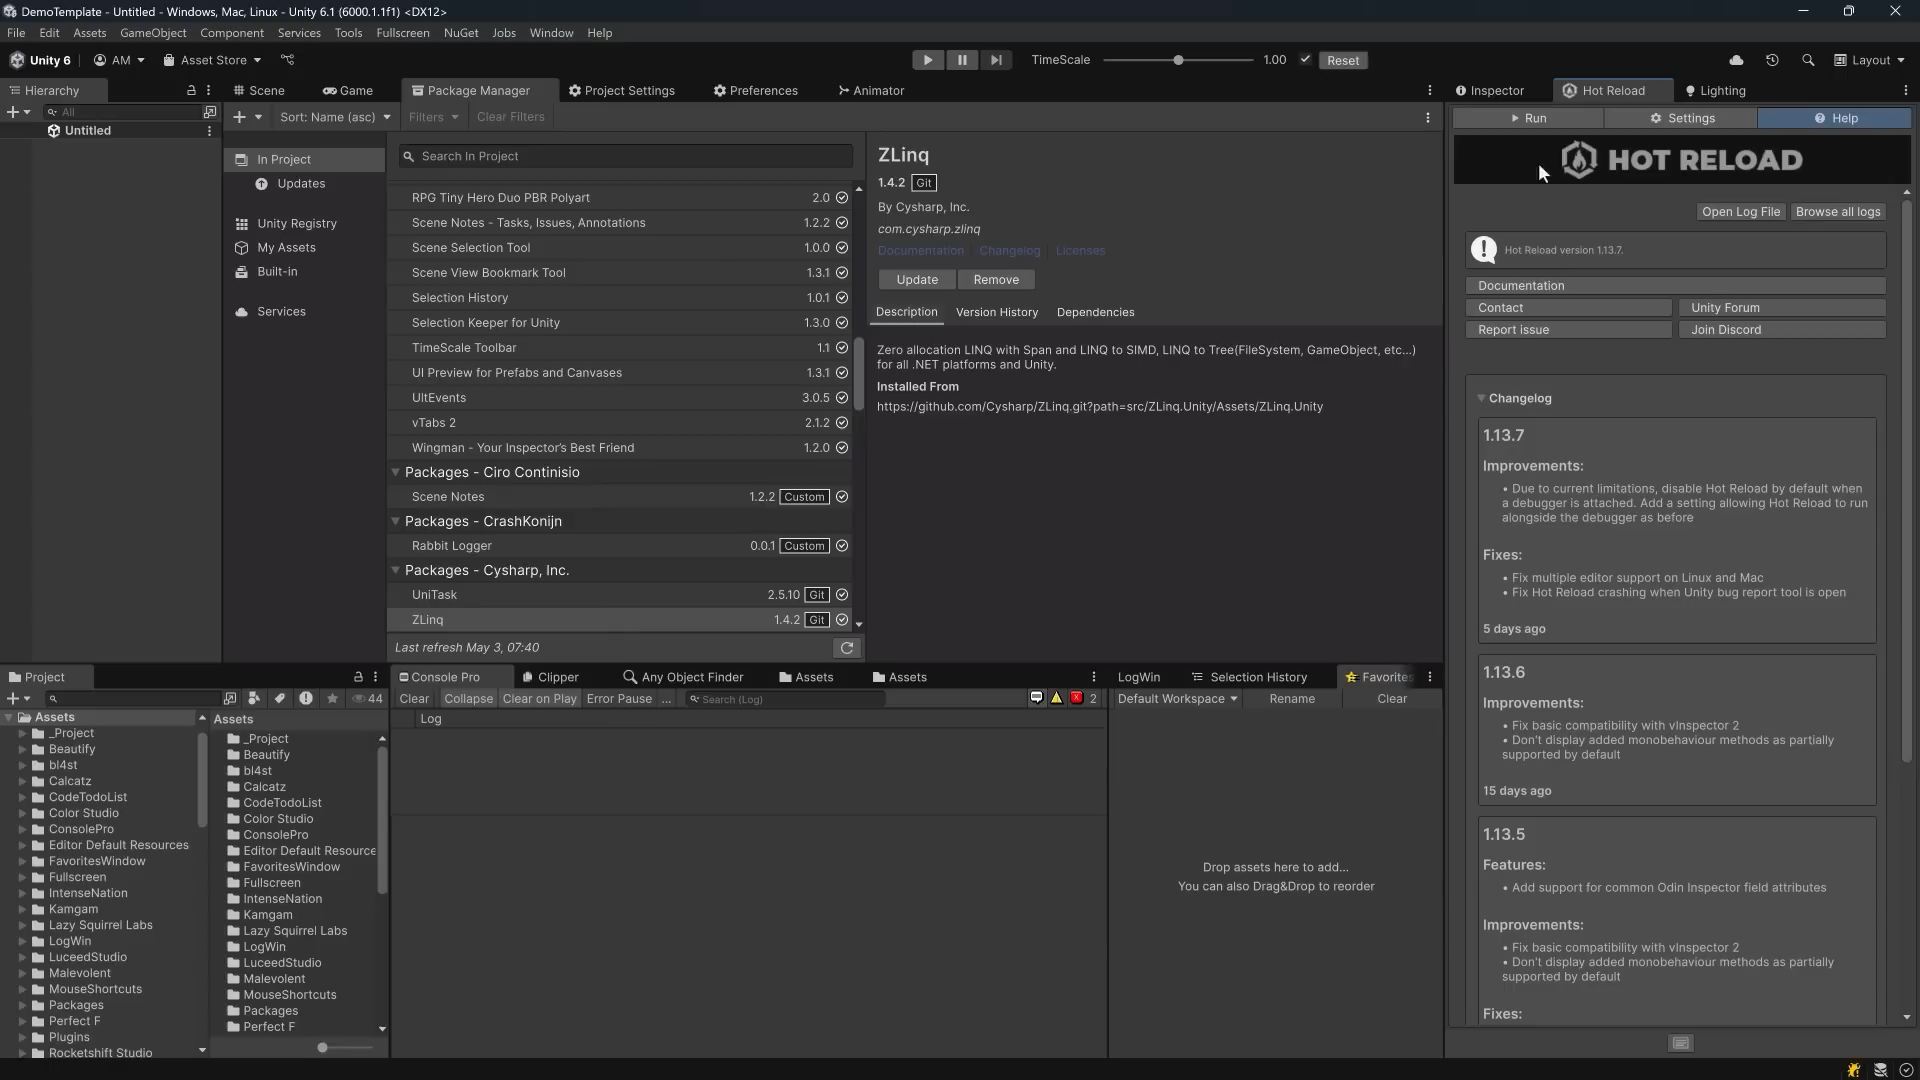 DemoTemplate - Untitled - Windows, Mac, Linux - Unity 6.1 (6000.1.1f1) <DX12>
File Edit Assets GameObject Component Services Tools Fullscreen NuGet Jobs Window Help
Unity 6 AM Asset Store TimeScale 1.00 Reset Layout
Hierarchy
All
Untitled
Scene Game Package Manager Project Settings Preferences Animator
Sort: Name (asc) Filters Clear Filters
In Project
Updates
Unity Registry
My Assets
Built-in
Services
Search In Project
RPG Tiny Hero Duo PBR Polyart 2.0
Scene Notes - Tasks, Issues, Annotations 1.2.2
Scene Selection Tool 1.0.0
Scene View Bookmark Tool 1.3.1
Selection History 1.0.1
Selection Keeper for Unity 1.3.0
TimeScale Toolbar 1.1
UI Preview for Prefabs and Canvases 1.3.1
UltEvents 3.0.5
vTabs 2 2.1.2
Wingman - Your Inspector's Best Friend 1.2.0
Packages - Ciro Continisio
Scene Notes 1.2.2 Custom
Packages - CrashKonijn
Rabbit Logger 0.0.1 Custom
Packages - Cysharp, Inc.
UniTask 2.5.10 Git
ZLinq 1.4.2 Git
Last refresh May 3, 07:40
ZLinq
1.4.2 Git
By Cysharp, Inc.
com.cysharp.zlinq
Documentation Changelog Licenses
Update Remove
Description Version History Dependencies
Zero allocation LINQ with Span and LINQ to SIMD, LINQ to Tree(FileSystem, GameObject, etc...)
for all .NET platforms and Unity.
Installed From
https://github.com/Cysharp/ZLinq.git?path=src/ZLinq.Unity/Assets/ZLinq.Unity
Inspector Hot Reload Lighting
Run Settings Help
HOT RELOAD
Open Log File Browse all logs
Hot Reload version 1.13.7.
Documentation
Contact Unity Forum
Report issue Join Discord
Changelog
1.13.7
Improvements:
• Due to current limitations, disable Hot Reload by default when
a debugger is attached. Add a setting allowing Hot Reload to run
alongside the debugger as before
Fixes:
• Fix multiple editor support on Linux and Mac
• Fix Hot Reload crashing when Unity bug report tool is open
5 days ago
1.13.6
Improvements:
• Fix basic compatibility with vInspector 2
• Don't display added monobehaviour methods as partially
supported by default
15 days ago
1.13.5
Features:
• Add support for common Odin Inspector field attributes
Improvements:
• Fix basic compatibility with vInspector 2
• Don't display added monobehaviour methods as partially
supported by default
Fixes:
Project
44
Assets
_Project
Beautify
bl4st
Calcatz
CodeTodoList
Color Studio
ConsolePro
Editor Default Resources
FavoritesWindow
Fullscreen
IntenseNation
Kamgam
Lazy Squirrel Labs
LogWin
LuceedStudio
Malevolent
MouseShortcuts
Packages
Perfect F
Plugins
Rocketshift Studio
Assets
_Project
Beautify
bl4st
Calcatz
CodeTodoList
Color Studio
ConsolePro
Editor Default Resource
FavoritesWindow
Fullscreen
IntenseNation
Kamgam
Lazy Squirrel Labs
LogWin
LuceedStudio
Malevolent
MouseShortcuts
Packages
Perfect F
Console Pro Clipper Any Object Finder Assets Assets
Clear Collapse Clear on Play Error Pause ... Search (Log) 2
Log
LogWin Selection History Favorites
Default Workspace Rename Clear
Drop assets here to add...
You can also Drag&Drop to reorder